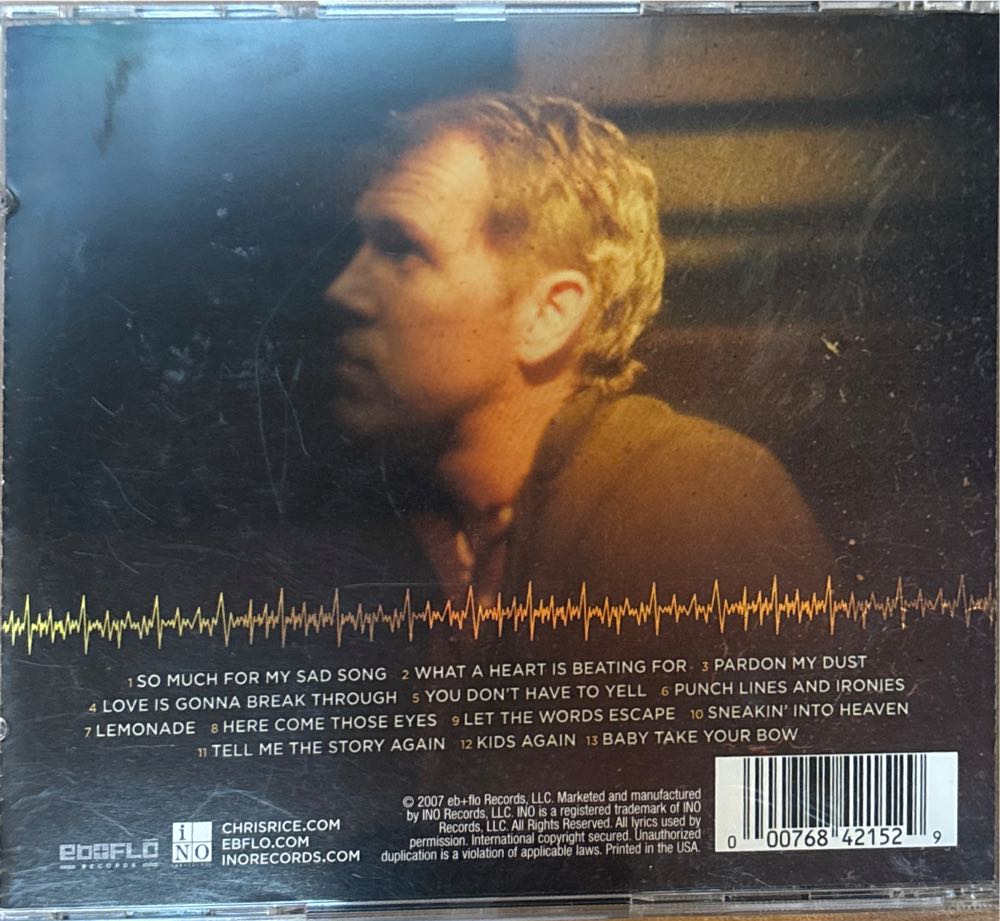 1 SO MUCH FOR MY SAD SONG 2 WHAT A HEART IS BEATING FOR 3 PARDON MY DUST
4 LOVE IS GONNA BREAK THROUGH 5 YOU DON'T HAVE TO YELL 6 PUNCH LINES AND IRONIES
7 LEMONADE 8 HERE COME THOSE EYES 9 LET THE WORDS ESCAPE 10 SNEAKIN' INTO HEAVEN
11 TELL ME THE STORY AGAIN 12 KIDS AGAIN 13 BABY TAKE YOUR BOW
eb+FLO
RECORDS
i
NO
CHRISRICE.COM
EBFLO.COM
INORECORDS.COM
© 2007 eb+flo Records, LLC. Marketed and manufactured
by INO Records, LLC. INO is a registered trademark of INO
Records, LLC. All Rights Reserved. All lyrics used by
permission. International copyright secured. Unauthorized
duplication is a violation of applicable laws. Printed in the USA.
0 00768 42152 9